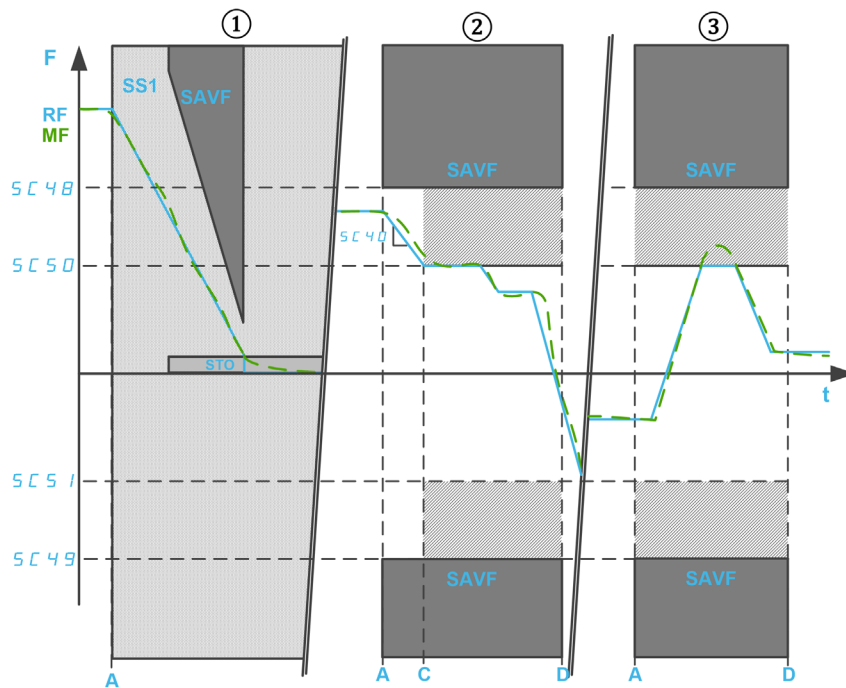 ① ② ③
F
SS1
SAVF
RF
MF
SAVF SAVF
SC48
SC40
SC50
STO
t
SC51
SC49
SAVF SAVF
A A C D A D